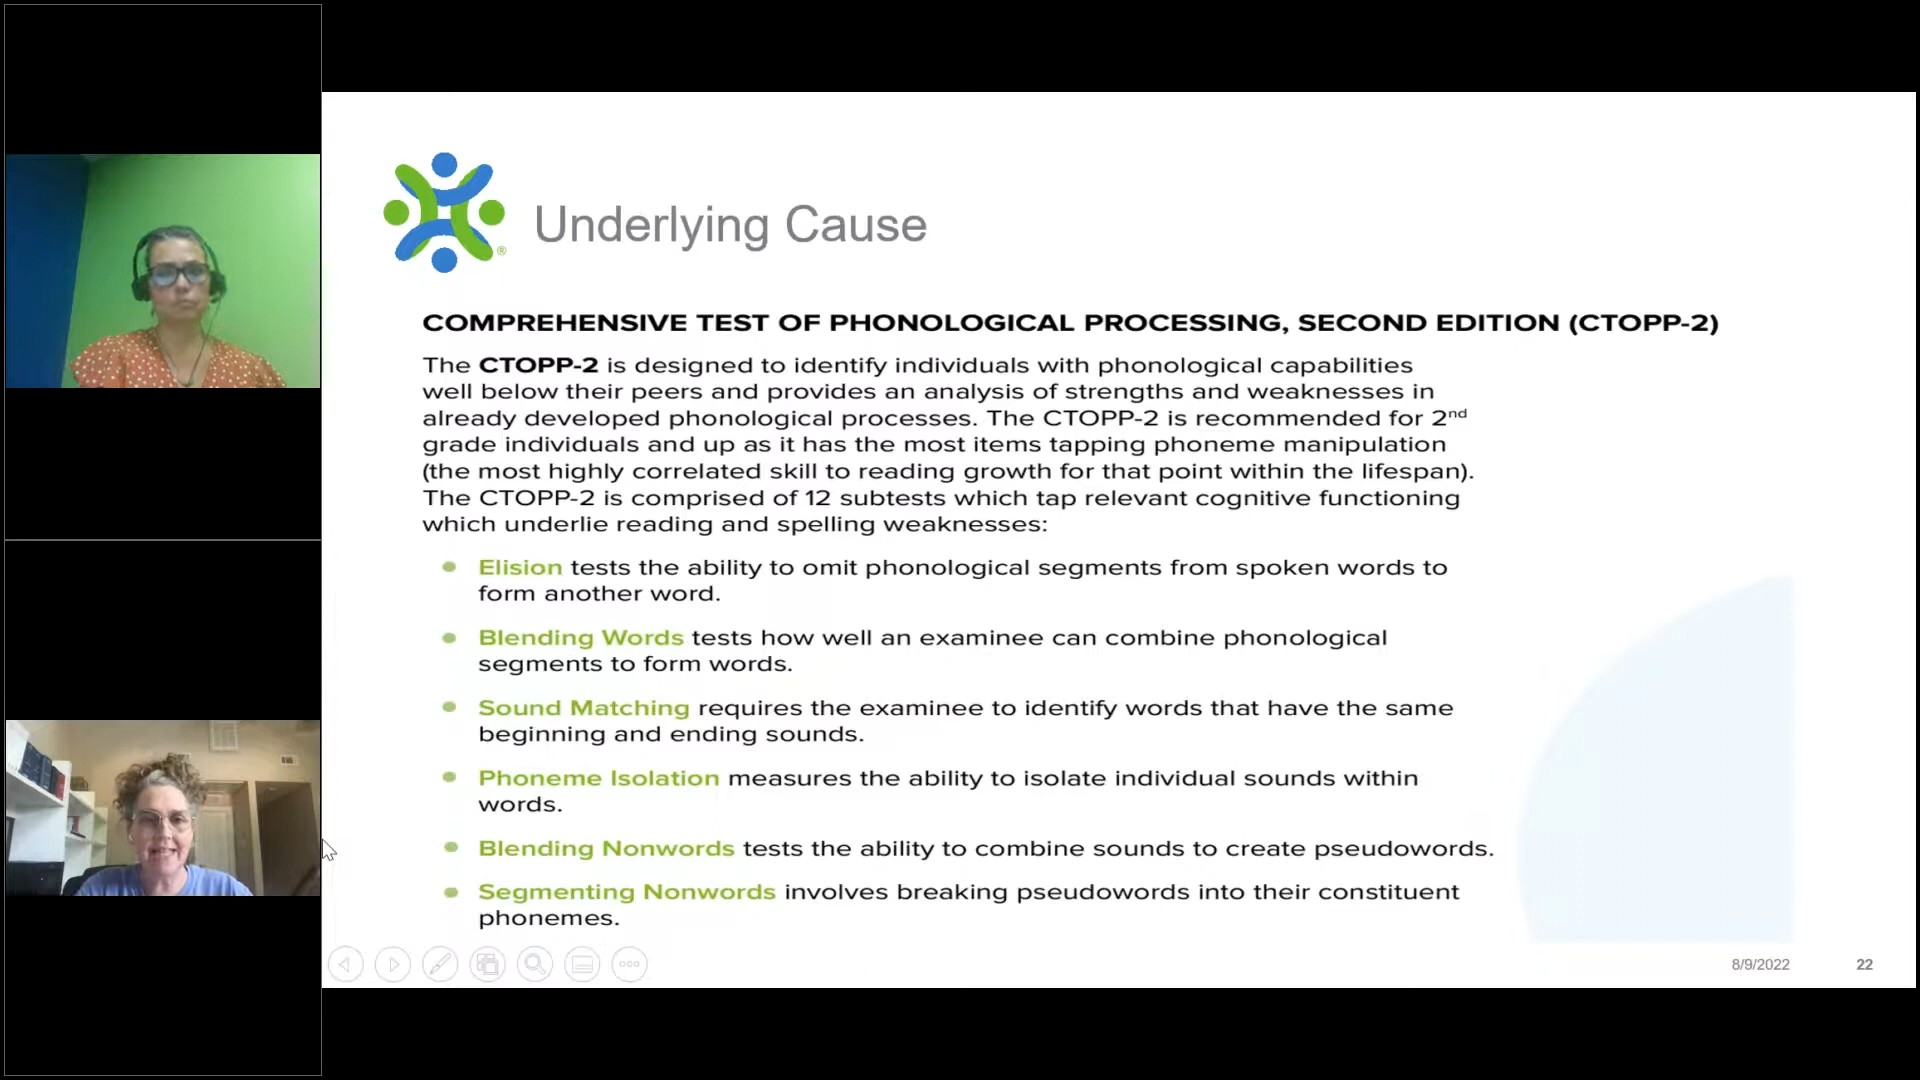 Underlying Cause
®
COMPREHENSIVE TEST OF PHONOLOGICAL PROCESSING, SECOND EDITION (CTOPP-2)
The CTOPP-2 is designed to identify individuals with phonological capabilities
well below their peers and provides an analysis of strengths and weaknesses in
already developed phonological processes. The CTOPP-2 is recommended for 2nd
grade individuals and up as it has the most items tapping phoneme manipulation
(the most highly correlated skill to reading growth for that point within the lifespan).
The CTOPP-2 is comprised of 12 subtests which tap relevant cognitive functioning
which underlie reading and spelling weaknesses:
Elision tests the ability to omit phonological segments from spoken words to
form another word.
Blending Words tests how well an examinee can combine phonological
segments to form words.
Sound Matching requires the examinee to identify words that have the same
beginning and ending sounds.
Phoneme Isolation measures the ability to isolate individual sounds within
words.
Blending Nonwords tests the ability to combine sounds to create pseudowords.
Segmenting Nonwords involves breaking pseudowords into their constituent
phonemes.
8/9/2022
22